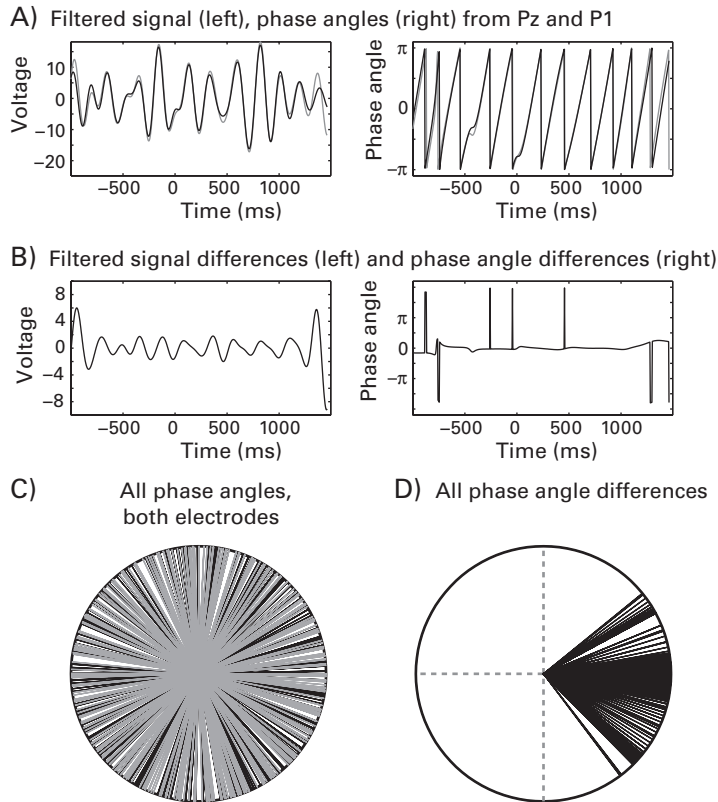 A) Filtered signal (left), phase angles (right) from Pz and P1
Voltage
10
0
−10
−20
−500 0 500 1000
Time (ms)
Phase angle
π
0
−π
−500 0 500 1000
Time (ms)
B) Filtered signal differences (left) and phase angle differences (right)
Voltage
8
4
0
−4
−8
−500 0 500 1000
Time (ms)
Phase angle
π
0
−π
−500 0 500 1000
Time (ms)
C) All phase angles,
both electrodes
D) All phase angle differences